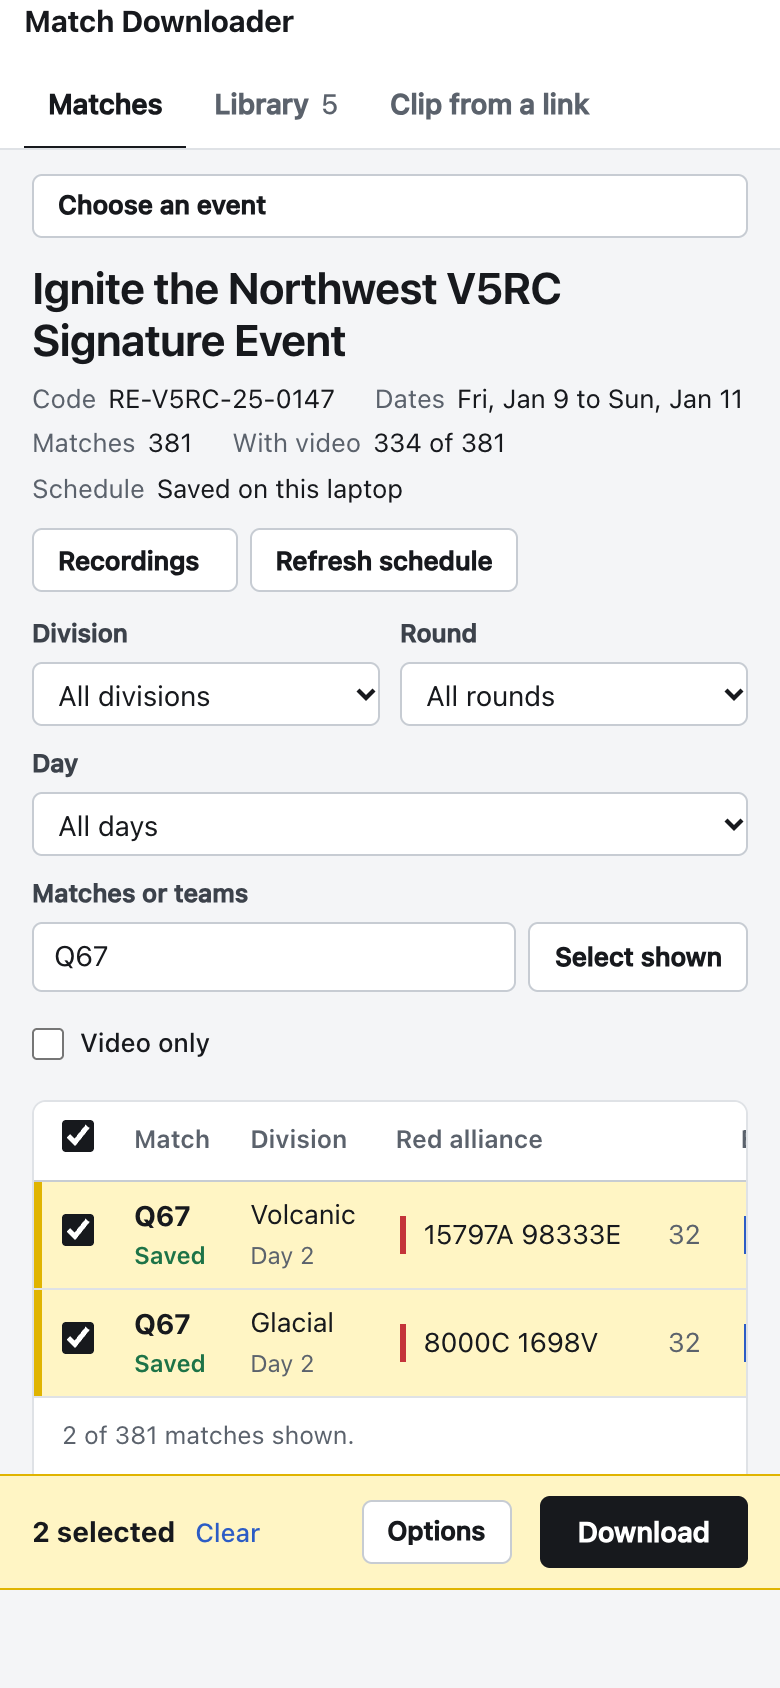 Match Downloader
Matches Library 5 Clip from a link
Choose an event
Ignite the Northwest V5RC
Signature Event
Code RE-V5RC-25-0147 Dates Fri, Jan 9 to Sun, Jan 11
Matches 381 With video 334 of 381
Schedule Saved on this laptop
Recordings Refresh schedule
Division Round
All divisions All rounds
Day
All days
Matches or teams
Q67 Select shown
Video only
Match Division Red alliance
Q67 Volcanic 15797A 98333E 32
Saved Day 2
Q67 Glacial 8000C 1698V 32
Saved Day 2
2 of 381 matches shown.
2 selected Clear Options Download